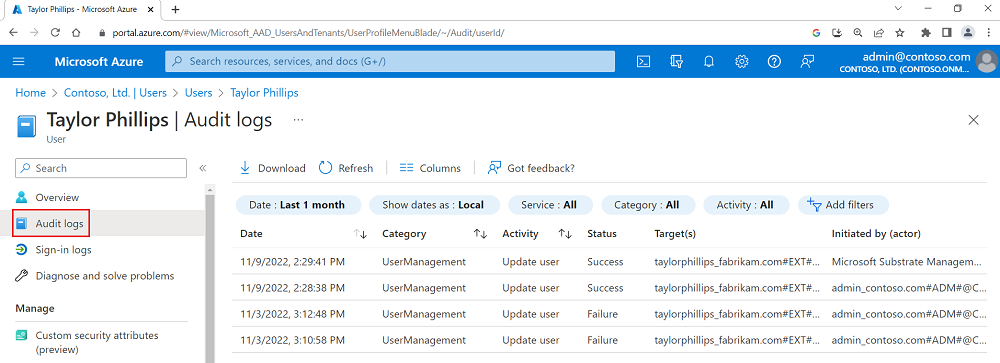 Taylor Phillips - Microsoft Azure
portal.azure.com/#view/Microsoft_AAD_UsersAndTenants/UserProfileMenuBlade/~/Audit/userId/
Microsoft Azure
Search resources, services, and docs (G+/)
admin@contoso.com
CONTOSO, LTD. (CONTOSO.ONM...
Home > Contoso, Ltd. | Users > Users > Taylor Phillips
Taylor Phillips | Audit logs ...
User
Search
Overview
Audit logs
Sign-in logs
Diagnose and solve problems
Manage
Custom security attributes
(preview)
Download Refresh Columns Got feedback?
Date : Last 1 month Show dates as : Local Service : All Category : All Activity : All Add filters
Date Category Activity Status Target(s) Initiated by (actor)
11/9/2022, 2:29:41 PM UserManagement Update user Success taylorphillips_fabrikam.com#EXT#... Microsoft Substrate Managem...
11/9/2022, 2:28:38 PM UserManagement Update user Success taylorphillips_fabrikam.com#EXT#... admin_contoso.com#ADM#@C...
11/3/2022, 3:12:48 PM UserManagement Update user Failure taylorphillips_fabrikam.com#EXT#... admin_contoso.com#ADM#@C...
11/3/2022, 3:10:58 PM UserManagement Update user Failure taylorphillips_fabrikam.com#EXT#... admin_contoso.com#ADM#@C...